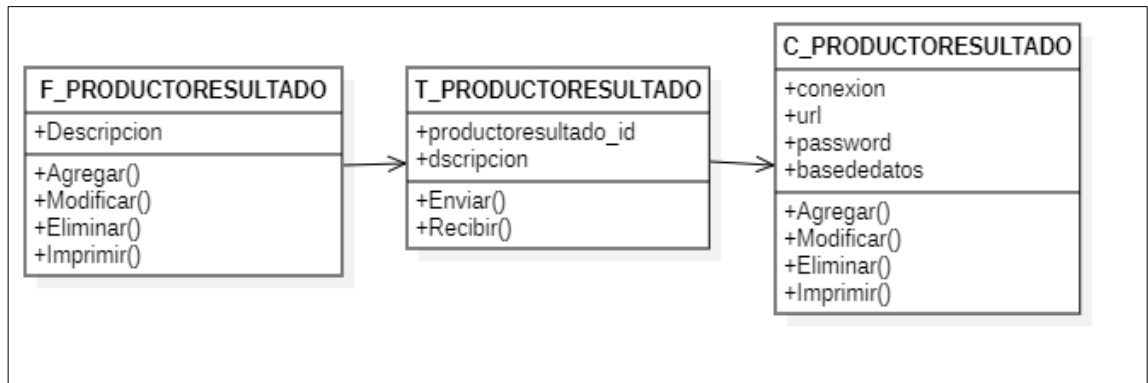 F_PRODUCTORESULTADO
+Descripcion
+Agregar()
+Modificar()
+Eliminar()
+Imprimir()
T_PRODUCTORESULTADO
+productoresultado_id
+dscripcion
+Enviar()
+Recibir()
C_PRODUCTORESULTADO
+conexion
+url
+password
+basededatos
+Agregar()
+Modificar()
+Eliminar()
+Imprimir()